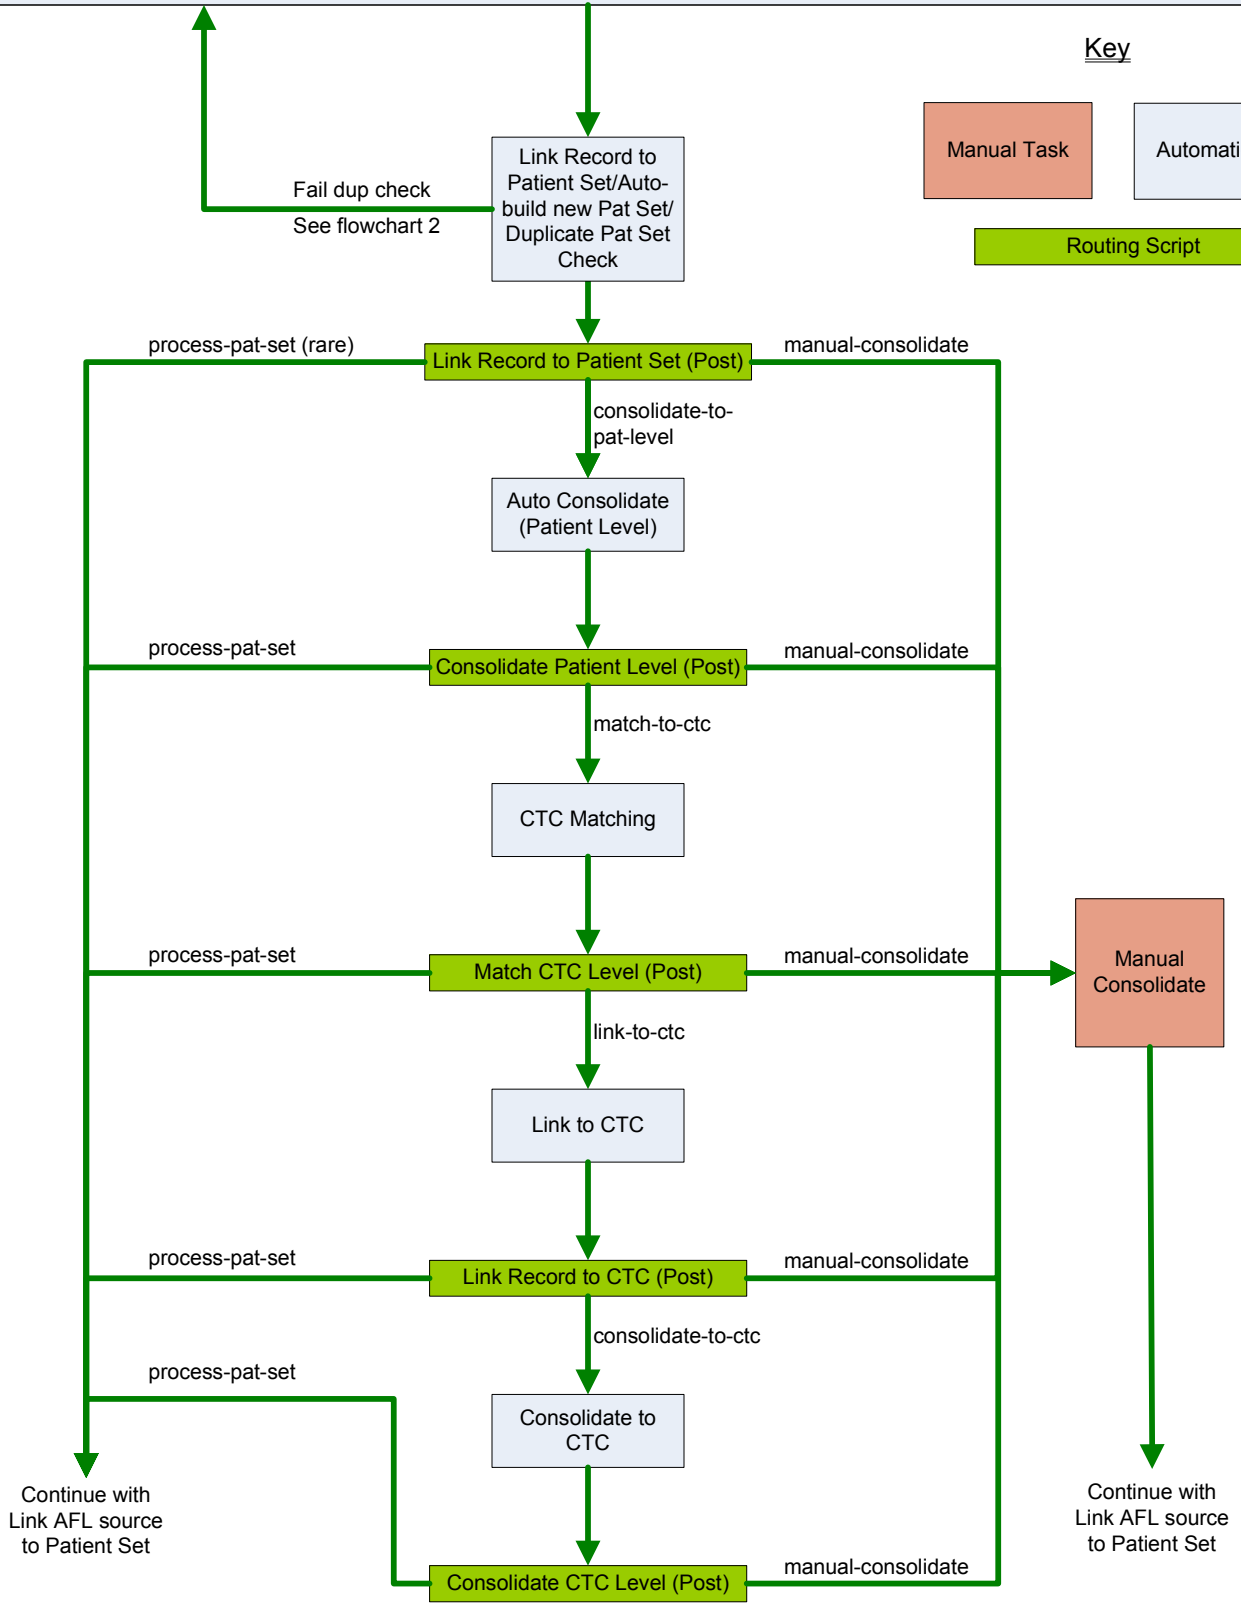 Key
Manual Task
Automati
Routing Script
Link Record to
Patient Set/Auto-
build new Pat Set/
Duplicate Pat Set
Check
Fail dup check
See flowchart 2
process-pat-set (rare)
Link Record to Patient Set (Post)
manual-consolidate
consolidate-to-
pat-level
Auto Consolidate
(Patient Level)
process-pat-set
Consolidate Patient Level (Post)
manual-consolidate
match-to-ctc
CTC Matching
process-pat-set
Match CTC Level (Post)
manual-consolidate
Manual
Consolidate
link-to-ctc
Link to CTC
process-pat-set
Link Record to CTC (Post)
manual-consolidate
consolidate-to-ctc
process-pat-set
Consolidate to
CTC
Continue with
Link AFL source
to Patient Set
Continue with
Link AFL source
to Patient Set
Consolidate CTC Level (Post)
manual-consolidate